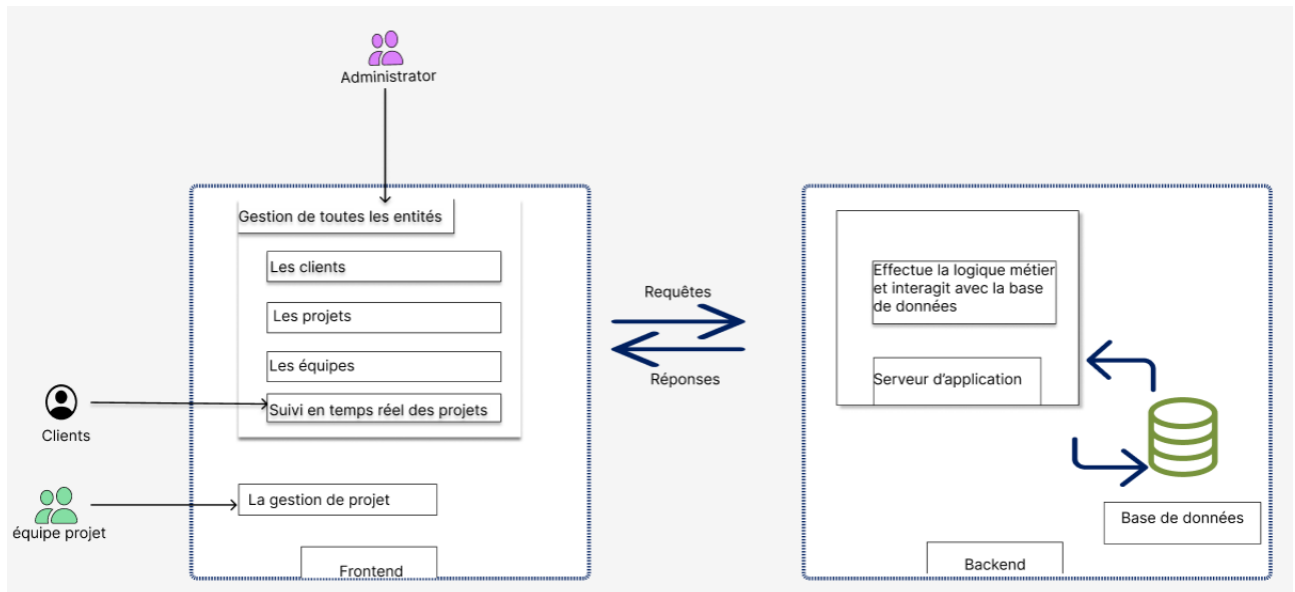 Administrator
Gestion de toutes les entités
Les clients
Les projets
Les équipes
Suivi en temps réel des projets
Clients
La gestion de projet
équipe projet
Frontend
Requêtes
Réponses
Effectue la logique métier
et interagit avec la base
de données
Serveur d’application
Base de données
Backend